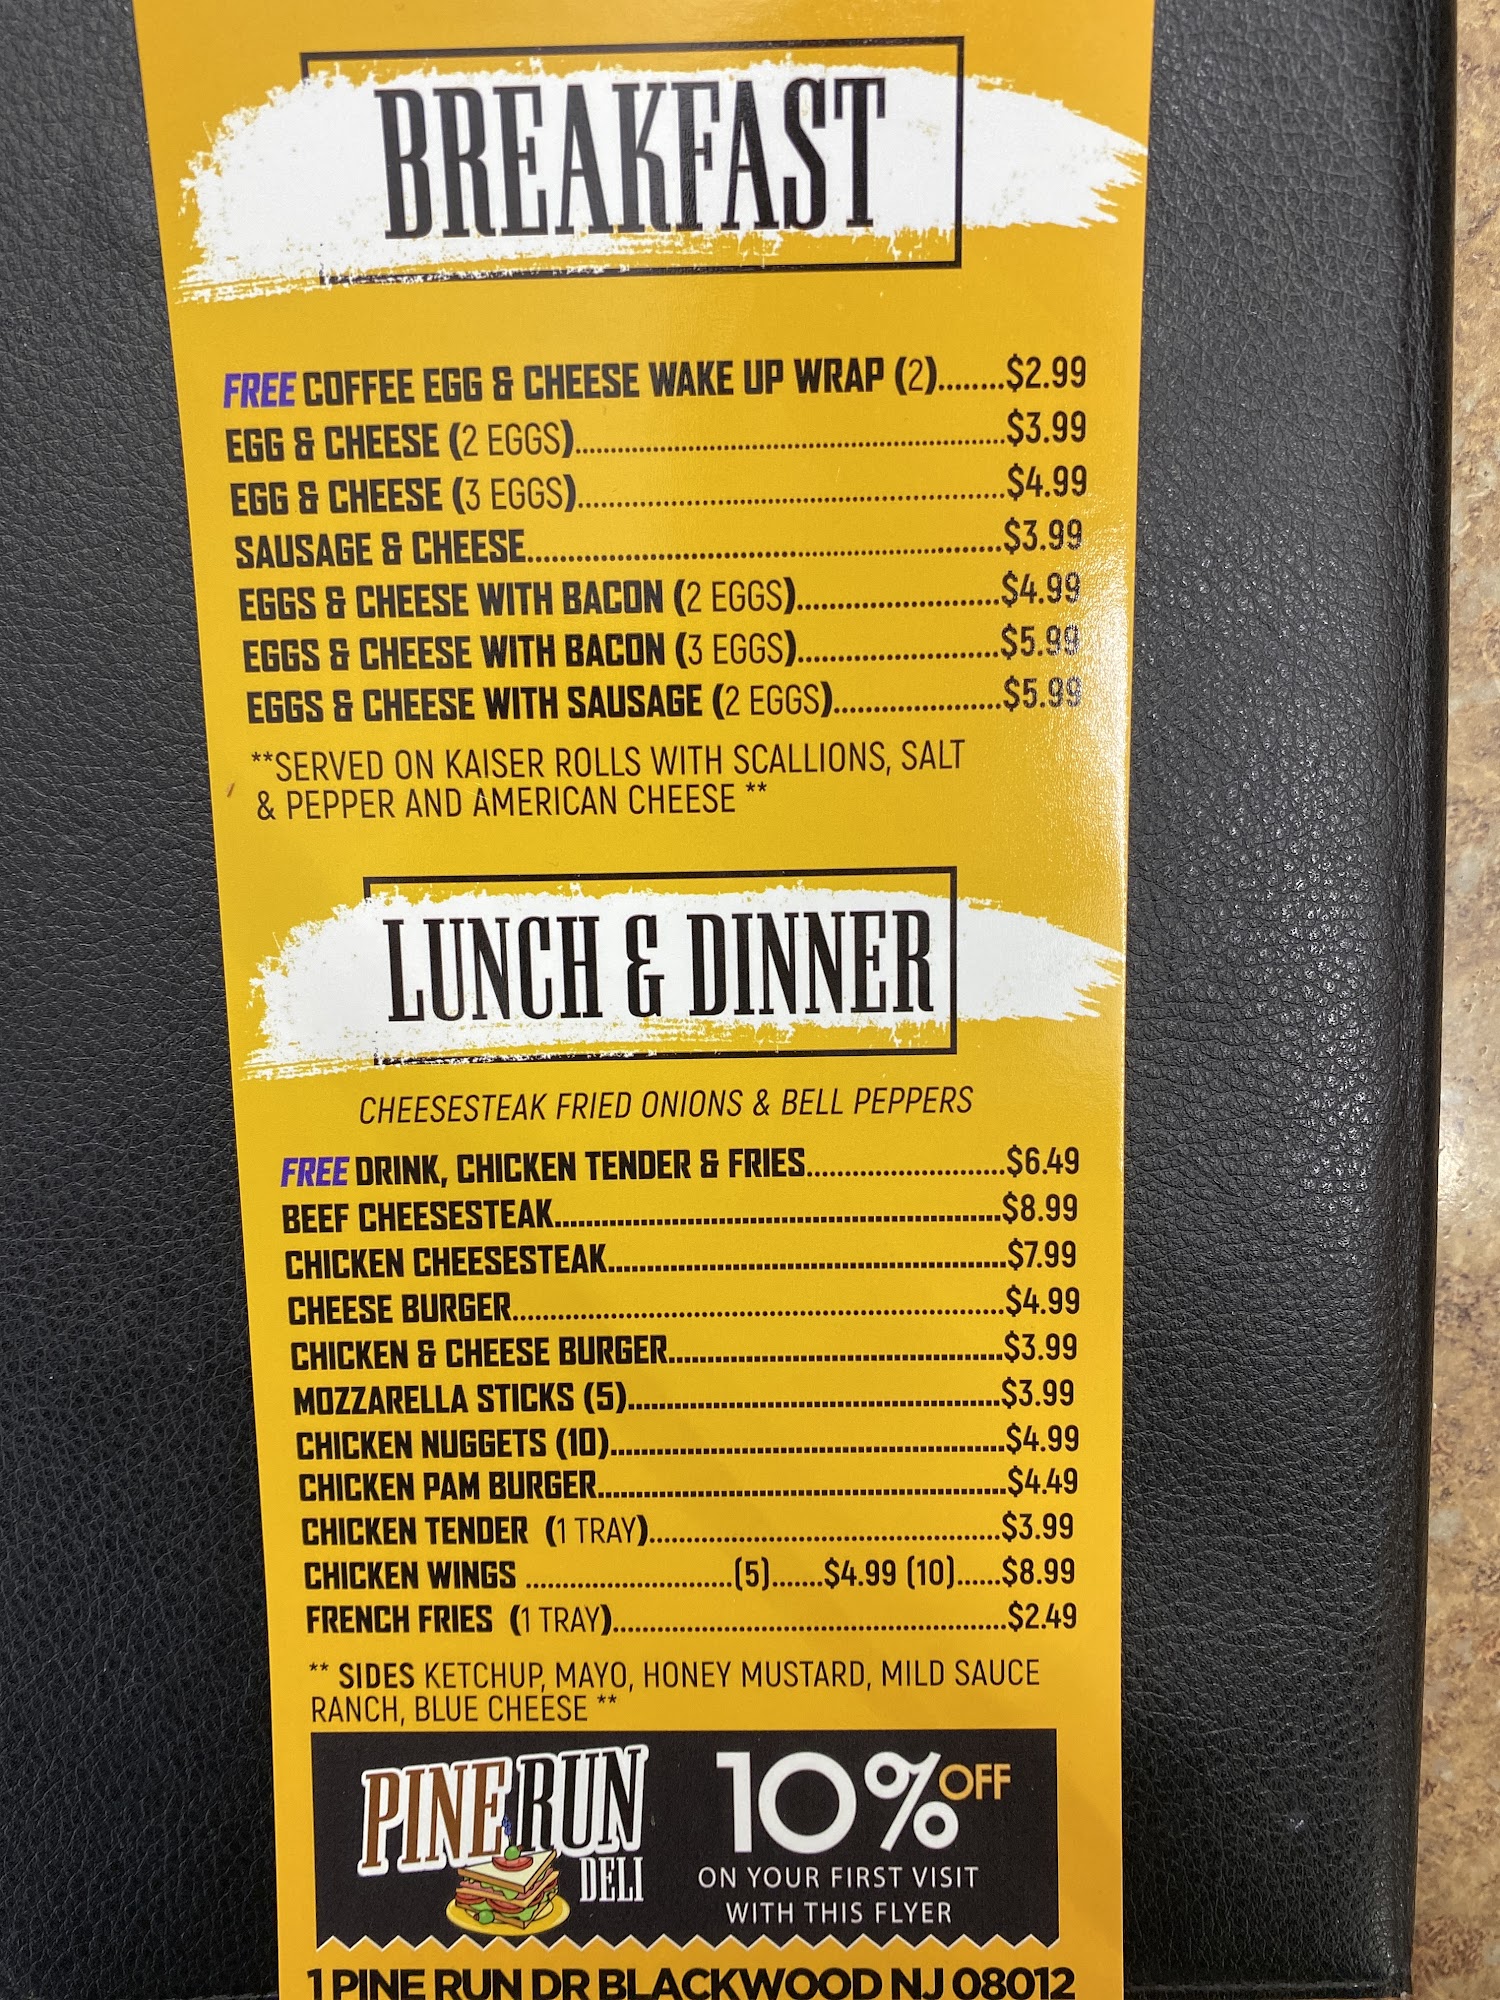 BREAKFAST
FREE COFFEE EGG & CHEESE WAKE UP WRAP (2)........$2.99
EGG & CHEESE (2 EGGS)......................................................$3.99
EGG & CHEESE (3 EGGS)......................................................$4.99
SAUSAGE & CHEESE............................................................$3.99
EGGS & CHEESE WITH BACON (2 EGGS).........................$4.99
EGGS & CHEESE WITH BACON (3 EGGS).........................$5.99
EGGS & CHEESE WITH SAUSAGE (2 EGGS).....................$5.99
**SERVED ON KAISER ROLLS WITH SCALLIONS, SALT
& PEPPER AND AMERICAN CHEESE **
LUNCH & DINNER
CHEESESTEAK FRIED ONIONS & BELL PEPPERS
FREE DRINK, CHICKEN TENDER & FRIES..........................$6.49
BEEF CHEESESTEAK..........................................................$8.99
CHICKEN CHEESESTEAK....................................................$7.99
CHEESE BURGER................................................................$4.99
CHICKEN & CHEESE BURGER...........................................$3.99
MOZZARELLA STICKS (5)................................................$3.99
CHICKEN NUGGETS (10)....................................................$4.99
CHICKEN PAM BURGER......................................................$4.49
CHICKEN TENDER (1 TRAY).............................................$3.99
CHICKEN WINGS ...........................(5).......$4.99 (10)......$8.99
FRENCH FRIES (1 TRAY)....................................................$2.49
** SIDES KETCHUP, MAYO, HONEY MUSTARD, MILD SAUCE
RANCH, BLUE CHEESE **
PINE RUN
DELI
10% OFF
ON YOUR FIRST VISIT
WITH THIS FLYER
1 PINE RUN DR BLACKWOOD NJ 08012